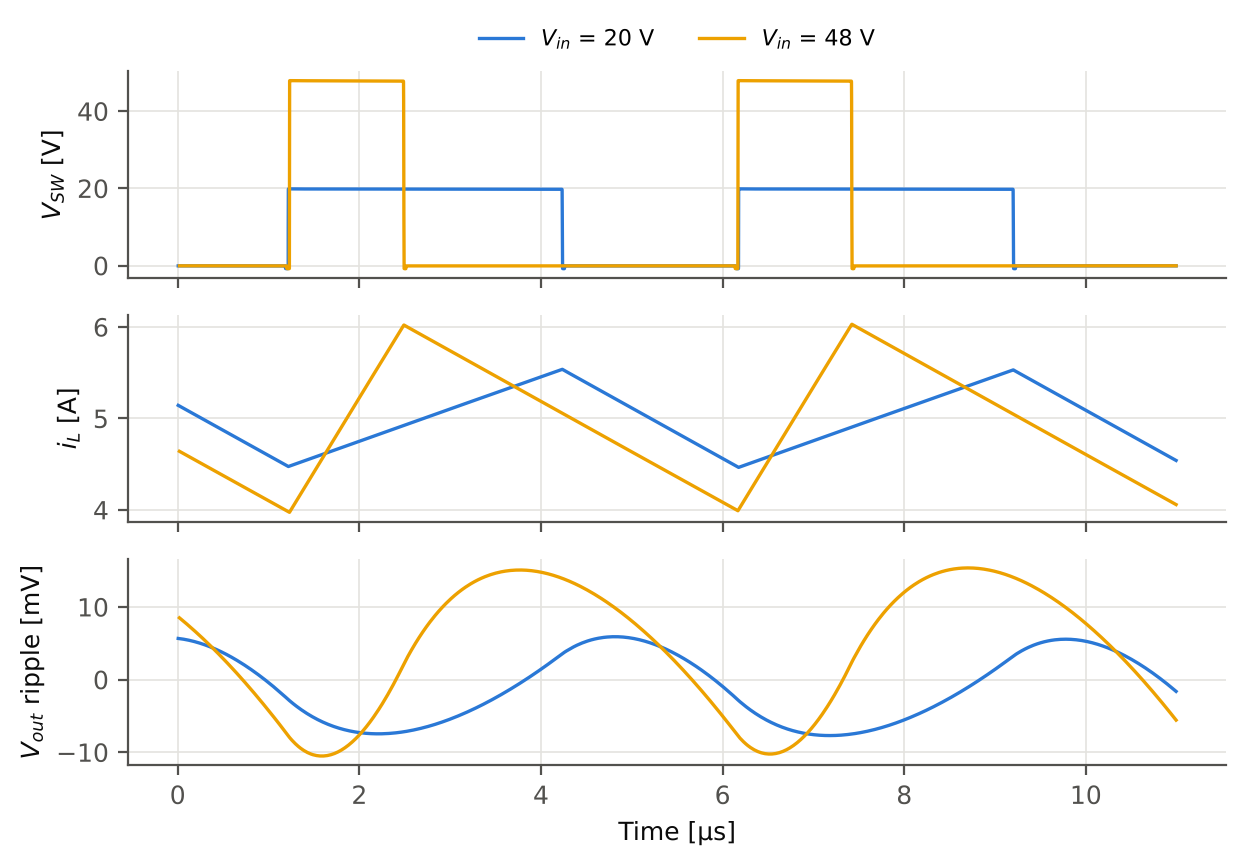 V_in = 20 V V_in = 48 V
V_SW [V]
40
20
0
i_L [A]
6
5
4
V_out ripple [mV]
10
0
−10
0 2 4 6 8 10
Time [µs]